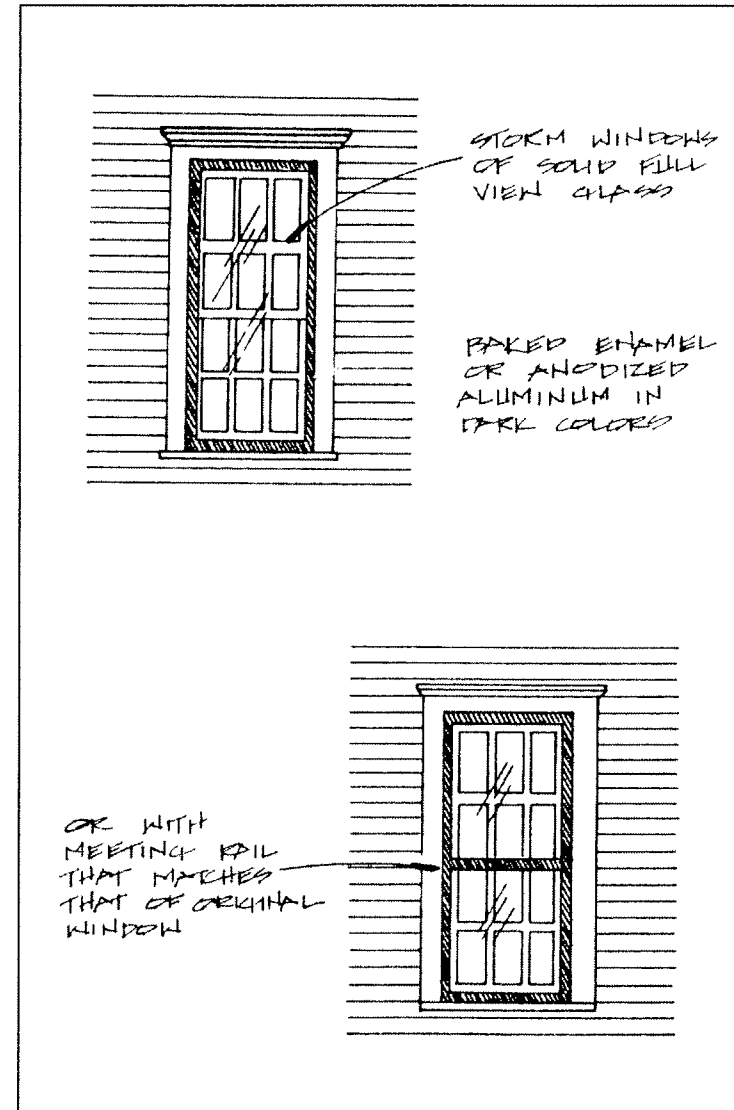 STORM WINDOWS
OF SOLID FULL
VIEW GLASS
BAKED ENAMEL
OR ANODIZED
ALUMINUM IN
DARK COLORS
OR WITH
MEETING RAIL
THAT MATCHES
THAT OF ORIGINAL
WINDOW